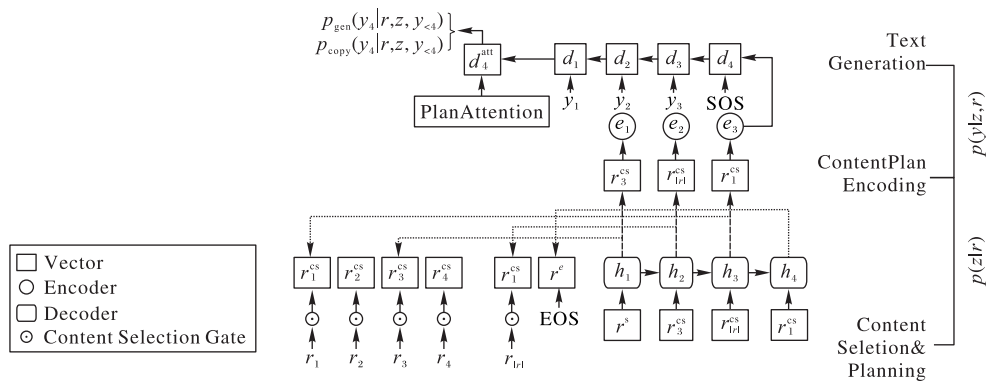 p_gen(y_4|r,z,y_{<4})
p_copy(y_4|r,z,y_{<4})
d_4^att
d_1
d_2
d_3
d_4
Text
Generation
PlanAttention
y_1
y_2
y_3
SOS
e_1
e_2
e_3
p(y|z,r)
r_3^cs
r_|r|^cs
r_1^cs
ContentPlan
Encoding
Vector
Encoder
Decoder
Content Selection Gate
r_1^cs
r_2^cs
r_3^cs
r_4^cs
r_1^cs
r^e
h_1
h_2
h_3
h_4
p(z|r)
EOS
r^s
r_3^cs
r_|r|^cs
r_1^cs
Content
Seletion&
Planning
r_1
r_2
r_3
r_4
r_|r|